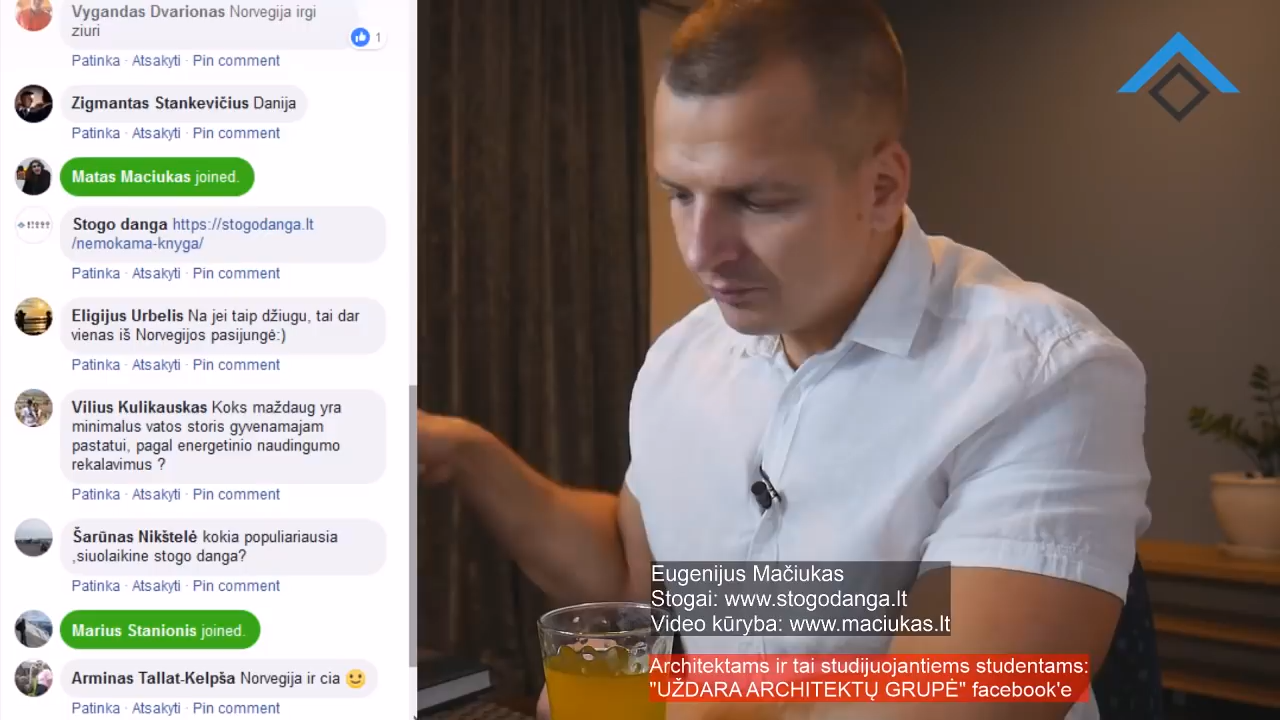 Vygandas Dvarionas Norvegija irgi
ziuri
1
Patinka · Atsakyti · Pin comment
Zigmantas Stankevičius Danija
Patinka · Atsakyti · Pin comment
Matas Maciukas joined.
Stogo danga https://stogodanga.lt
/nemokama-knyga/
Patinka · Atsakyti · Pin comment
Eligijus Urbelis Na jei taip džiugu, tai dar
vienas iš Norvegijos pasijungė:)
Patinka · Atsakyti · Pin comment
Vilius Kulikauskas Koks maždaug yra
minimalus vatos storis gyvenamajam
pastatui, pagal energetinio naudingumo
rekalavimus ?
Patinka · Atsakyti · Pin comment
Šarūnas Nikštelė kokia populiariausia
,siuolaikine stogo danga?
Patinka · Atsakyti · Pin comment
Marius Stanionis joined.
Arminas Tallat-Kelpša Norvegija ir cia 🙂
Patinka · Atsakyti · Pin comment
Eugenijus Mačiukas
Stogai: www.stogodanga.lt
Video kūryba: www.maciukas.lt
Architektams ir tai studijuojantiems studentams:
"UŽDARA ARCHITEKTŲ GRUPĖ" facebook'e